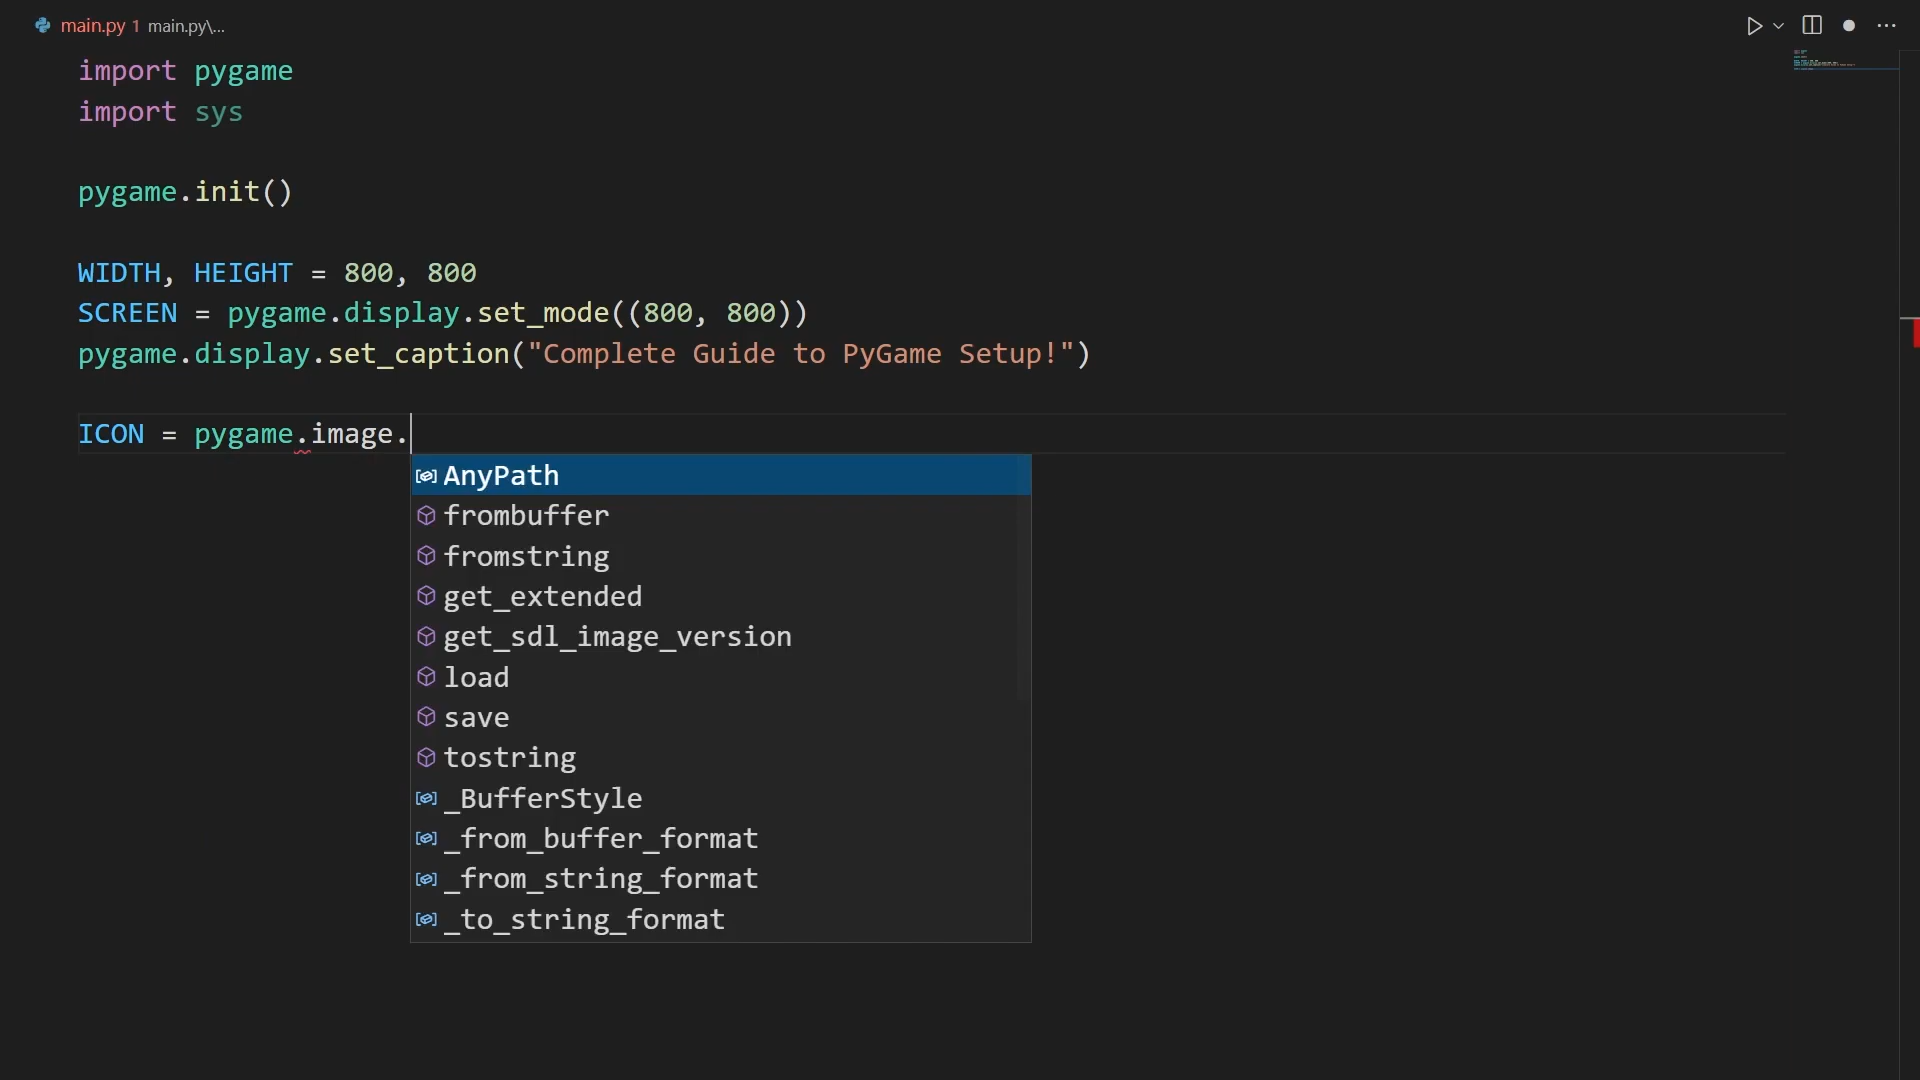 main.py 1 main.py\...
import pygame
import sys
pygame.init()
WIDTH, HEIGHT = 800, 800
SCREEN = pygame.display.set_mode((800, 800))
pygame.display.set_caption("Complete Guide to PyGame Setup!")
ICON = pygame.image.
AnyPath
frombuffer
fromstring
get_extended
get_sdl_image_version
load
save
tostring
_BufferStyle
_from_buffer_format
_from_string_format
_to_string_format